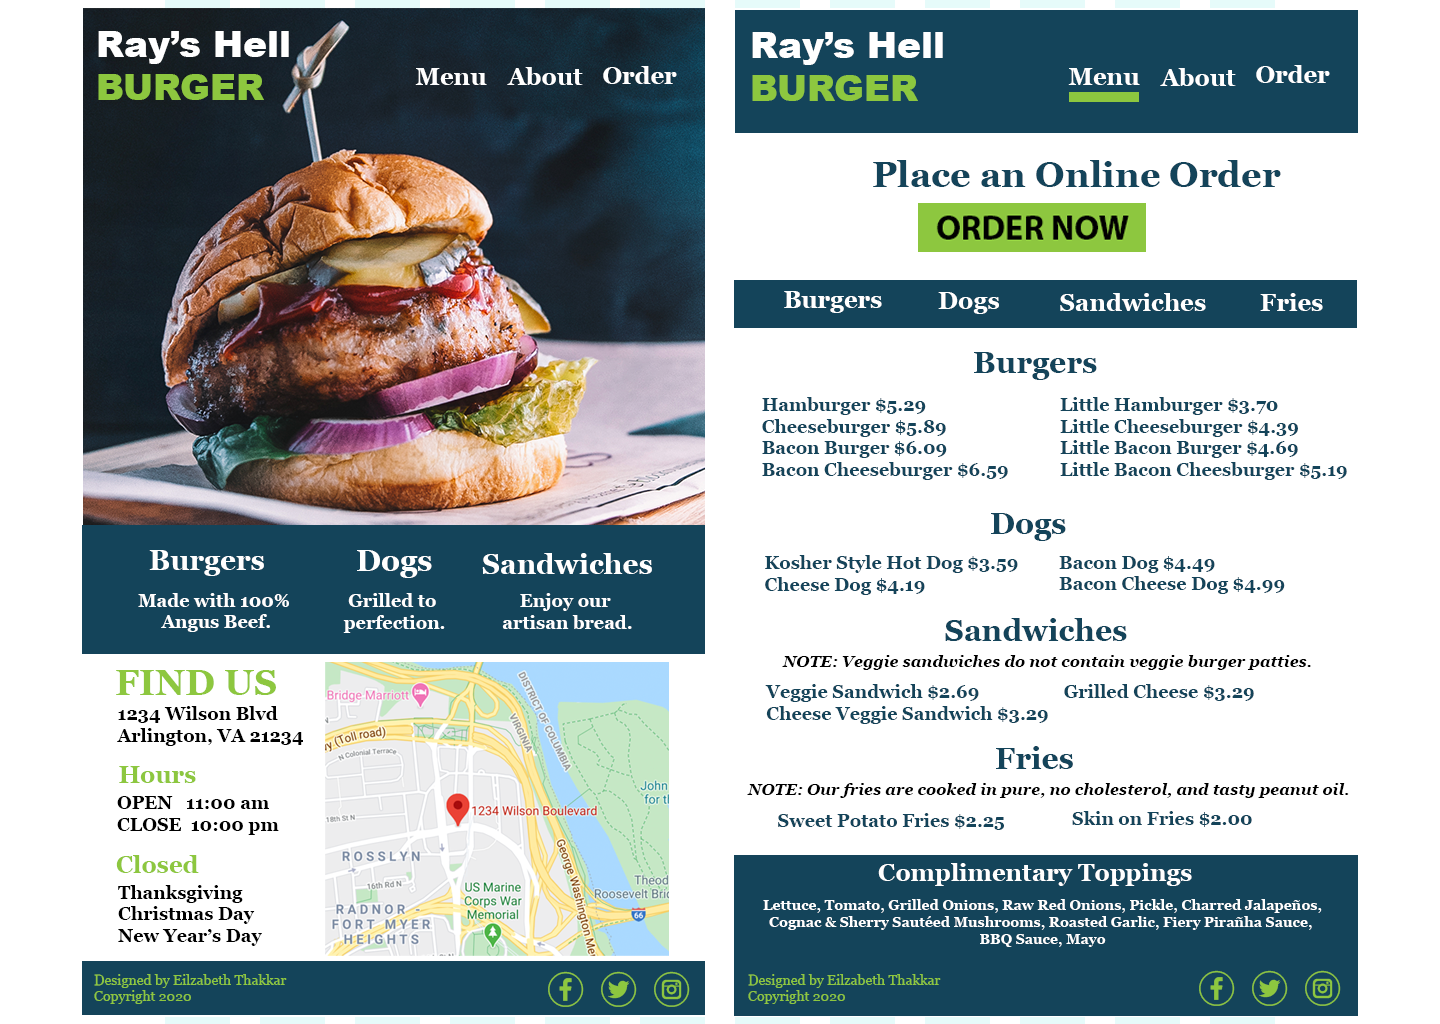 Ray's Hell
BURGER
Menu About Order
Burgers
Made with 100%
Angus Beef.
Dogs
Grilled to
perfection.
Sandwiches
Enjoy our
artisan bread.
FIND US
1234 Wilson Blvd
Arlington, VA 21234
Hours
OPEN 11:00 am
CLOSE 10:00 pm
Closed
Thanksgiving
Christmas Day
New Year's Day
Bridge Marriott
DISTRICT OF COLUMBIA
VIRGINIA
(Toll road)
N Colonial Terrace
John
for th
1234 Wilson Boulevard
18th St N
ROSSLYN
George Washington Mem
16th Rd N
US Marine
Corps War
Memorial
Theod
Roosevelt Bri
66
RADNOR -
FORT MYER
HEIGHTS
Designed by Eilzabeth Thakkar
Copyright 2020
Ray's Hell
BURGER
Menu About Order
Place an Online Order
ORDER NOW
Burgers Dogs Sandwiches Fries
Burgers
Hamburger $5.29
Cheeseburger $5.89
Bacon Burger $6.09
Bacon Cheeseburger $6.59
Little Hamburger $3.70
Little Cheeseburger $4.39
Little Bacon Burger $4.69
Little Bacon Cheesburger $5.19
Dogs
Kosher Style Hot Dog $3.59
Cheese Dog $4.19
Bacon Dog $4.49
Bacon Cheese Dog $4.99
Sandwiches
NOTE: Veggie sandwiches do not contain veggie burger patties.
Veggie Sandwich $2.69
Cheese Veggie Sandwich $3.29
Grilled Cheese $3.29
Fries
NOTE: Our fries are cooked in pure, no cholesterol, and tasty peanut oil.
Sweet Potato Fries $2.25
Skin on Fries $2.00
Complimentary Toppings
Lettuce, Tomato, Grilled Onions, Raw Red Onions, Pickle, Charred Jalapeños,
Cognac & Sherry Sautéed Mushrooms, Roasted Garlic, Fiery Pirañha Sauce,
BBQ Sauce, Mayo
Designed by Eilzabeth Thakkar
Copyright 2020